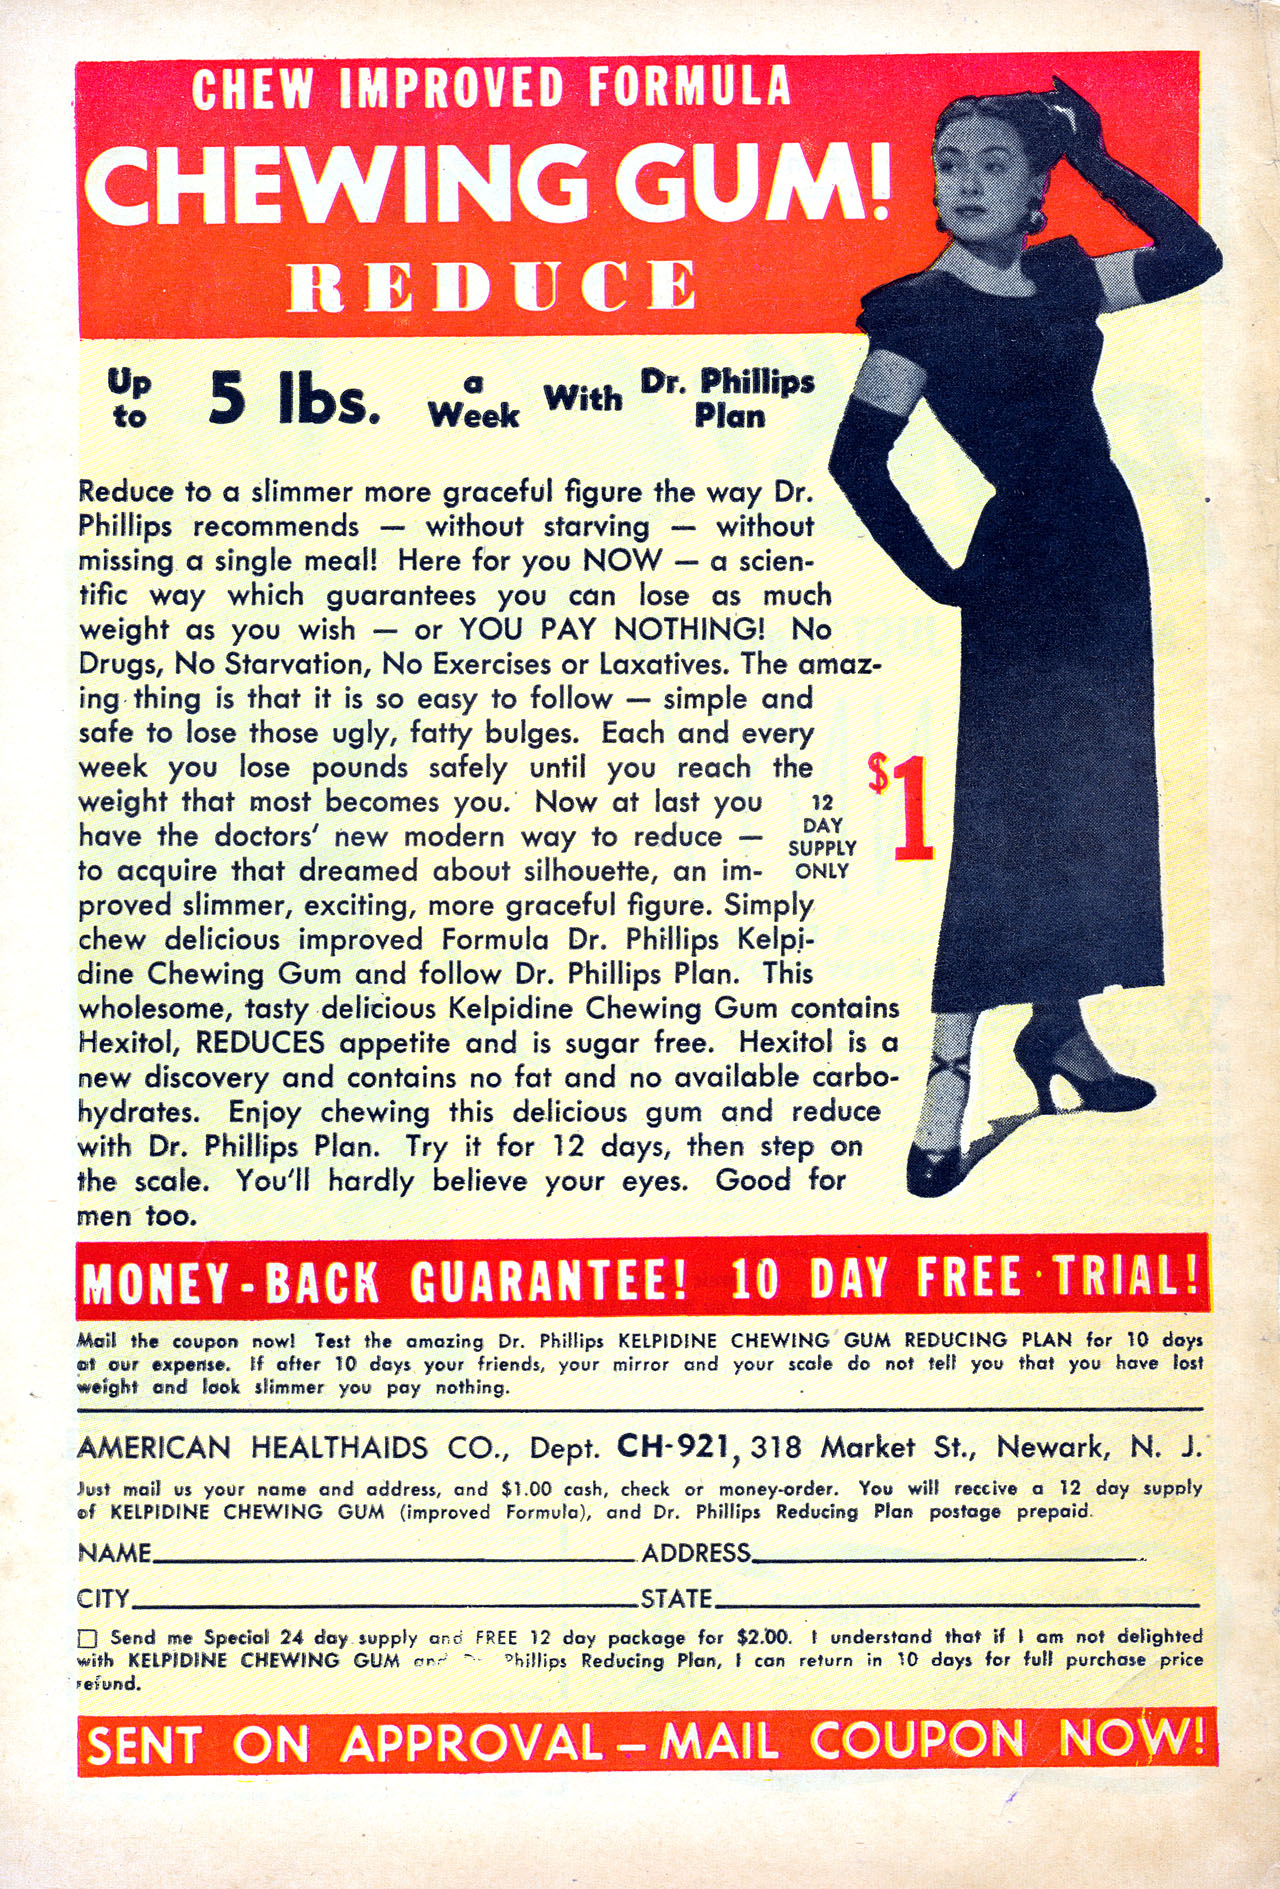 CHEW IMPROVED FORMULA
CHEWING GUM!
REDUCE
Up to 5 lbs. a Week With Dr. Phillips Plan
Reduce to a slimmer more graceful figure the way Dr.
Phillips recommends — without starving — without
missing a single meal! Here for you NOW — a scien-
tific way which guarantees you can lose as much
weight as you wish — or YOU PAY NOTHING! No
Drugs, No Starvation, No Exercises or Laxatives. The amaz-
ing thing is that it is so easy to follow — simple and
safe to lose those ugly, fatty bulges. Each and every
week you lose pounds safely until you reach the
weight that most becomes you. Now at last you
have the doctors' new modern way to reduce —
to acquire that dreamed about silhouette, an im-
proved slimmer, exciting, more graceful figure. Simply
chew delicious improved Formula Dr. Phillips Kelpi-
dine Chewing Gum and follow Dr. Phillips Plan. This
wholesome, tasty delicious Kelpidine Chewing Gum contains
Hexitol, REDUCES appetite and is sugar free. Hexitol is a
new discovery and contains no fat and no available carbo-
hydrates. Enjoy chewing this delicious gum and reduce
with Dr. Phillips Plan. Try it for 12 days, then step on
the scale. You'll hardly believe your eyes. Good for
men too.
12
DAY
SUPPLY
ONLY
$1
MONEY-BACK GUARANTEE! 10 DAY FREE TRIAL!
Mail the coupon now! Test the amazing Dr. Phillips KELPIDINE CHEWING GUM REDUCING PLAN for 10 days
at our expense. If after 10 days your friends, your mirror and your scale do not tell you that you have lost
weight and look slimmer you pay nothing.
AMERICAN HEALTHAIDS CO., Dept. CH-921, 318 Market St., Newark, N. J.
Just mail us your name and address, and $1.00 cash, check or money-order. You will receive a 12 day supply
of KELPIDINE CHEWING GUM (improved Formula), and Dr. Phillips Reducing Plan postage prepaid.
NAME ADDRESS
CITY STATE
Send me Special 24 day supply and FREE 12 day package for $2.00. I understand that if I am not delighted
with KELPIDINE CHEWING GUM and Phillips Reducing Plan, I can return in 10 days for full purchase price
refund.
SENT ON APPROVAL — MAIL COUPON NOW!